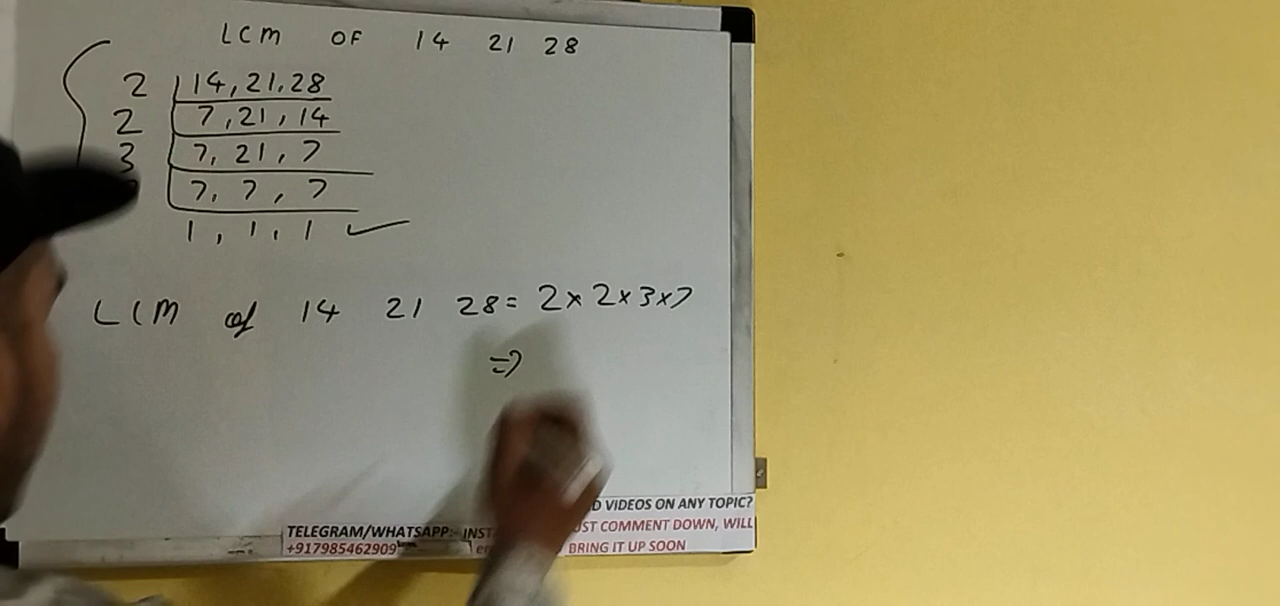 LCM OF 14 21 28
2 14, 21, 28
2 7, 21, 14
3 7, 21, 7
7, 7, 7
1, 1, 1
LCM of 14 21 28 = 2 × 2 × 3 × 7
⇒
D VIDEOS ON ANY TOPIC?
TELEGRAM/WHATSAPP:- INST UST COMMENT DOWN, WILL
+917985462909 BRING IT UP SOON